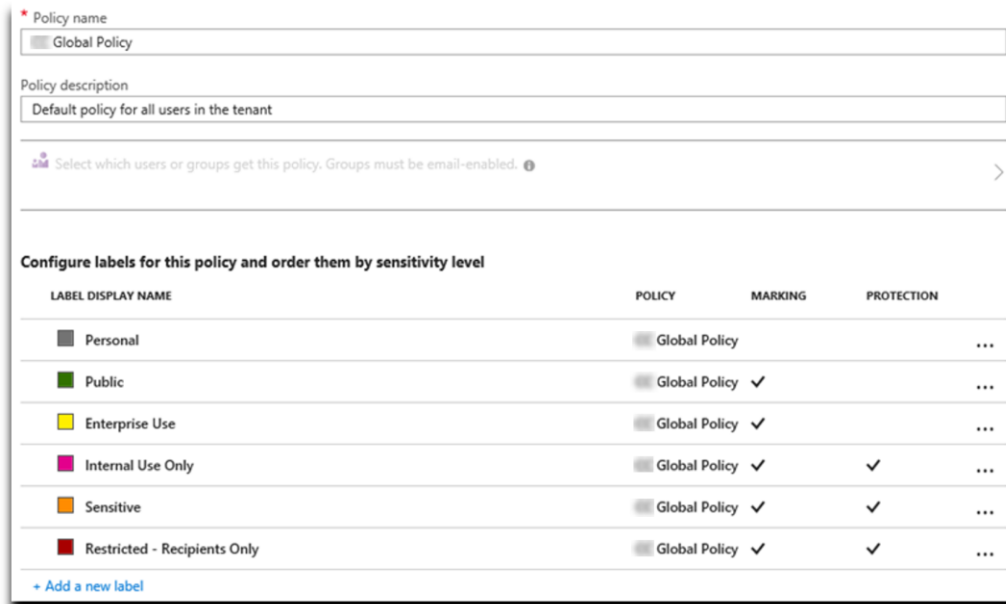 * Policy name
Global Policy
Policy description
Default policy for all users in the tenant
Select which users or groups get this policy. Groups must be email-enabled.
Configure labels for this policy and order them by sensitivity level
LABEL DISPLAY NAME POLICY MARKING PROTECTION
Personal Global Policy ...
Public Global Policy ✓ ...
Enterprise Use Global Policy ✓ ...
Internal Use Only Global Policy ✓ ✓ ...
Sensitive Global Policy ✓ ✓ ...
Restricted - Recipients Only Global Policy ✓ ✓ ...
+ Add a new label